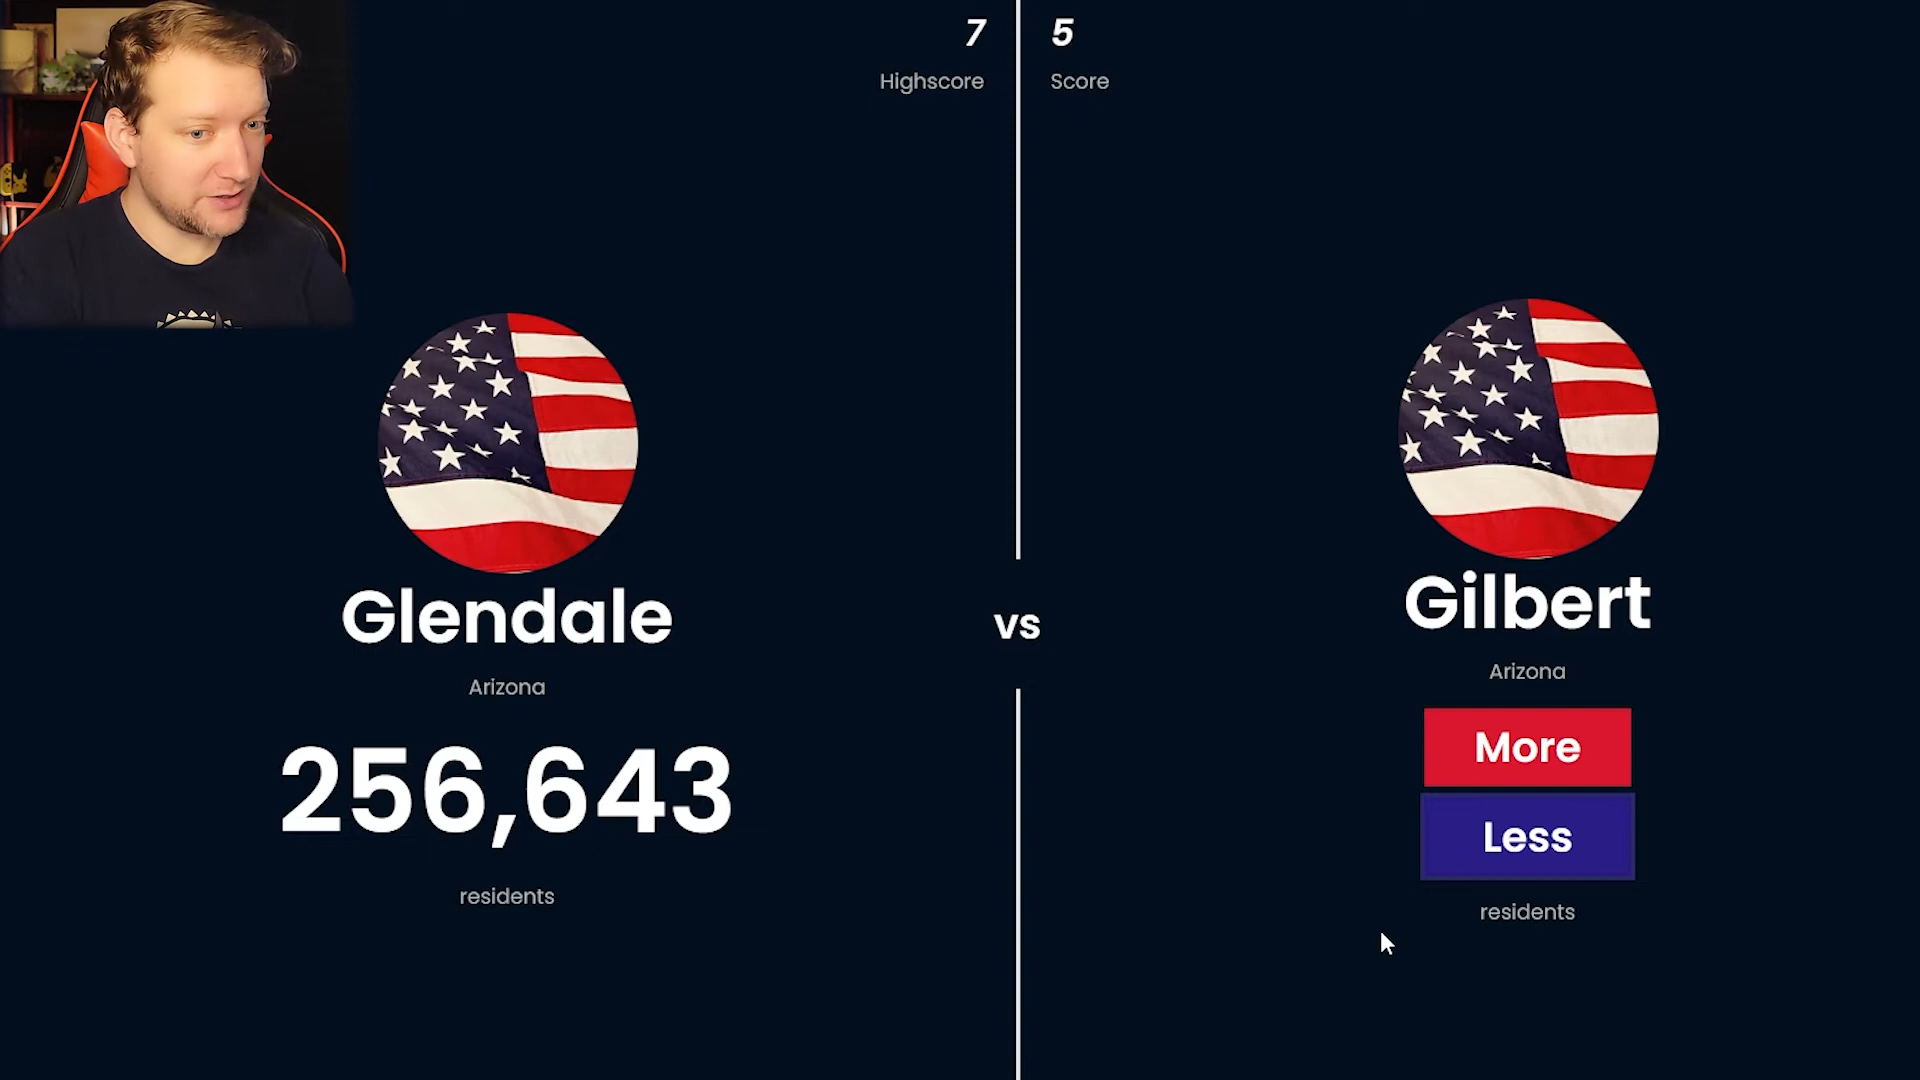 7
Highscore
5
Score
Glendale
Arizona
256,643
residents
vs
Gilbert
Arizona
More
Less
residents